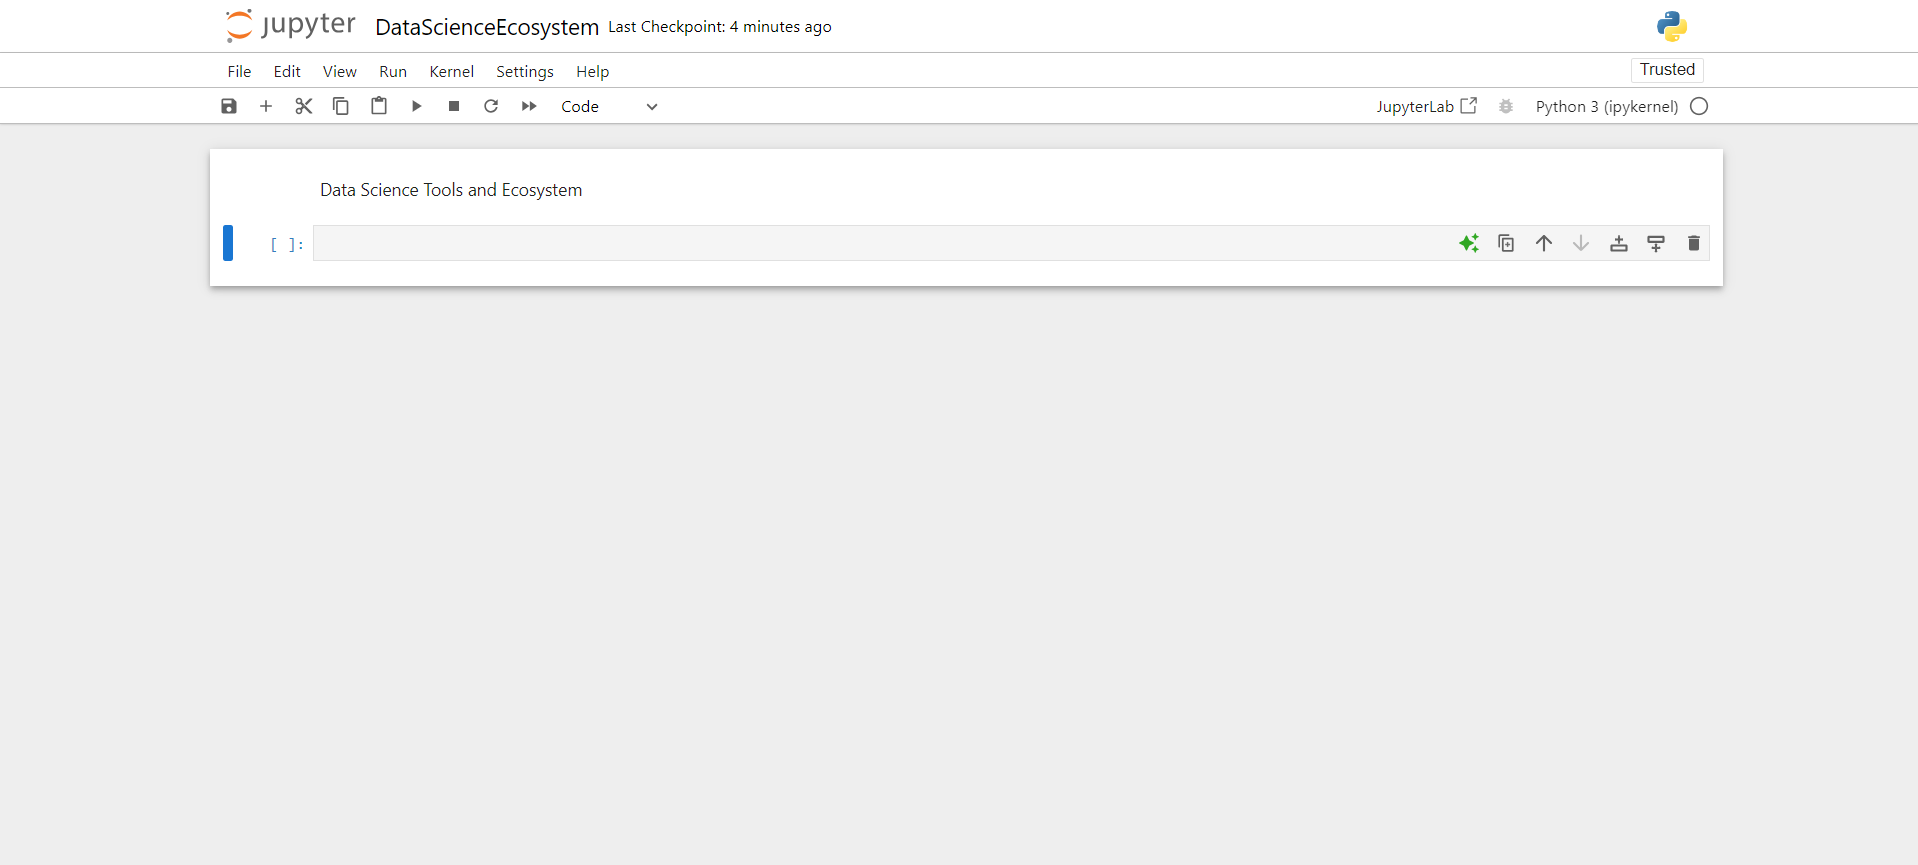 jupyter DataScienceEcosystem Last Checkpoint: 4 minutes ago
File Edit View Run Kernel Settings Help Trusted
Code JupyterLab Python 3 (ipykernel)
Data Science Tools and Ecosystem
[ ]: